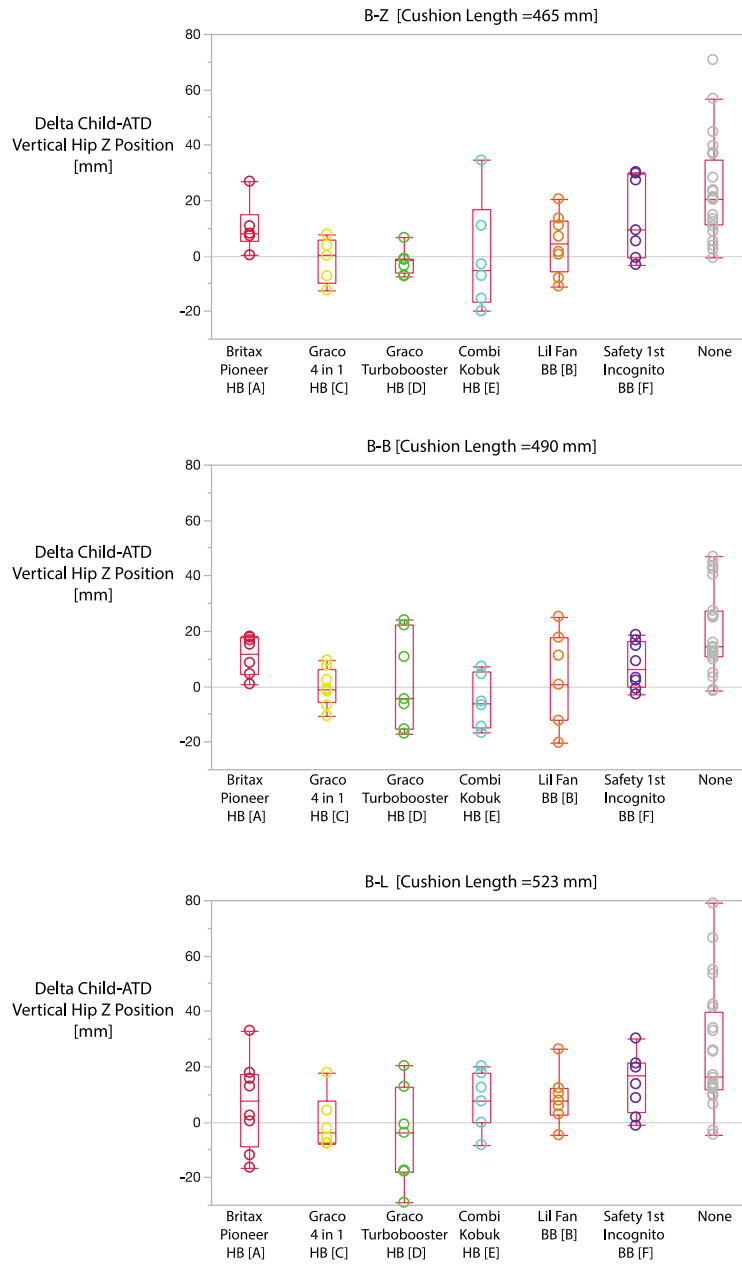 B-Z [Cushion Length =465 mm]
80
60
40
20
0
-20
Delta Child-ATD
Vertical Hip Z Position
[mm]
Britax
Pioneer
HB [A]
Graco
4 in 1
HB [C]
Graco
Turbobooster
HB [D]
Combi
Kobuk
HB [E]
Lil Fan
BB [B]
Safety 1st
Incognito
BB [F]
None
B-B [Cushion Length =490 mm]
80
60
40
20
0
-20
Delta Child-ATD
Vertical Hip Z Position
[mm]
Britax
Pioneer
HB [A]
Graco
4 in 1
HB [C]
Graco
Turbobooster
HB [D]
Combi
Kobuk
HB [E]
Lil Fan
BB [B]
Safety 1st
Incognito
BB [F]
None
B-L [Cushion Length =523 mm]
80
60
40
20
0
-20
Delta Child-ATD
Vertical Hip Z Position
[mm]
Britax
Pioneer
HB [A]
Graco
4 in 1
HB [C]
Graco
Turbobooster
HB [D]
Combi
Kobuk
HB [E]
Lil Fan
BB [B]
Safety 1st
Incognito
BB [F]
None